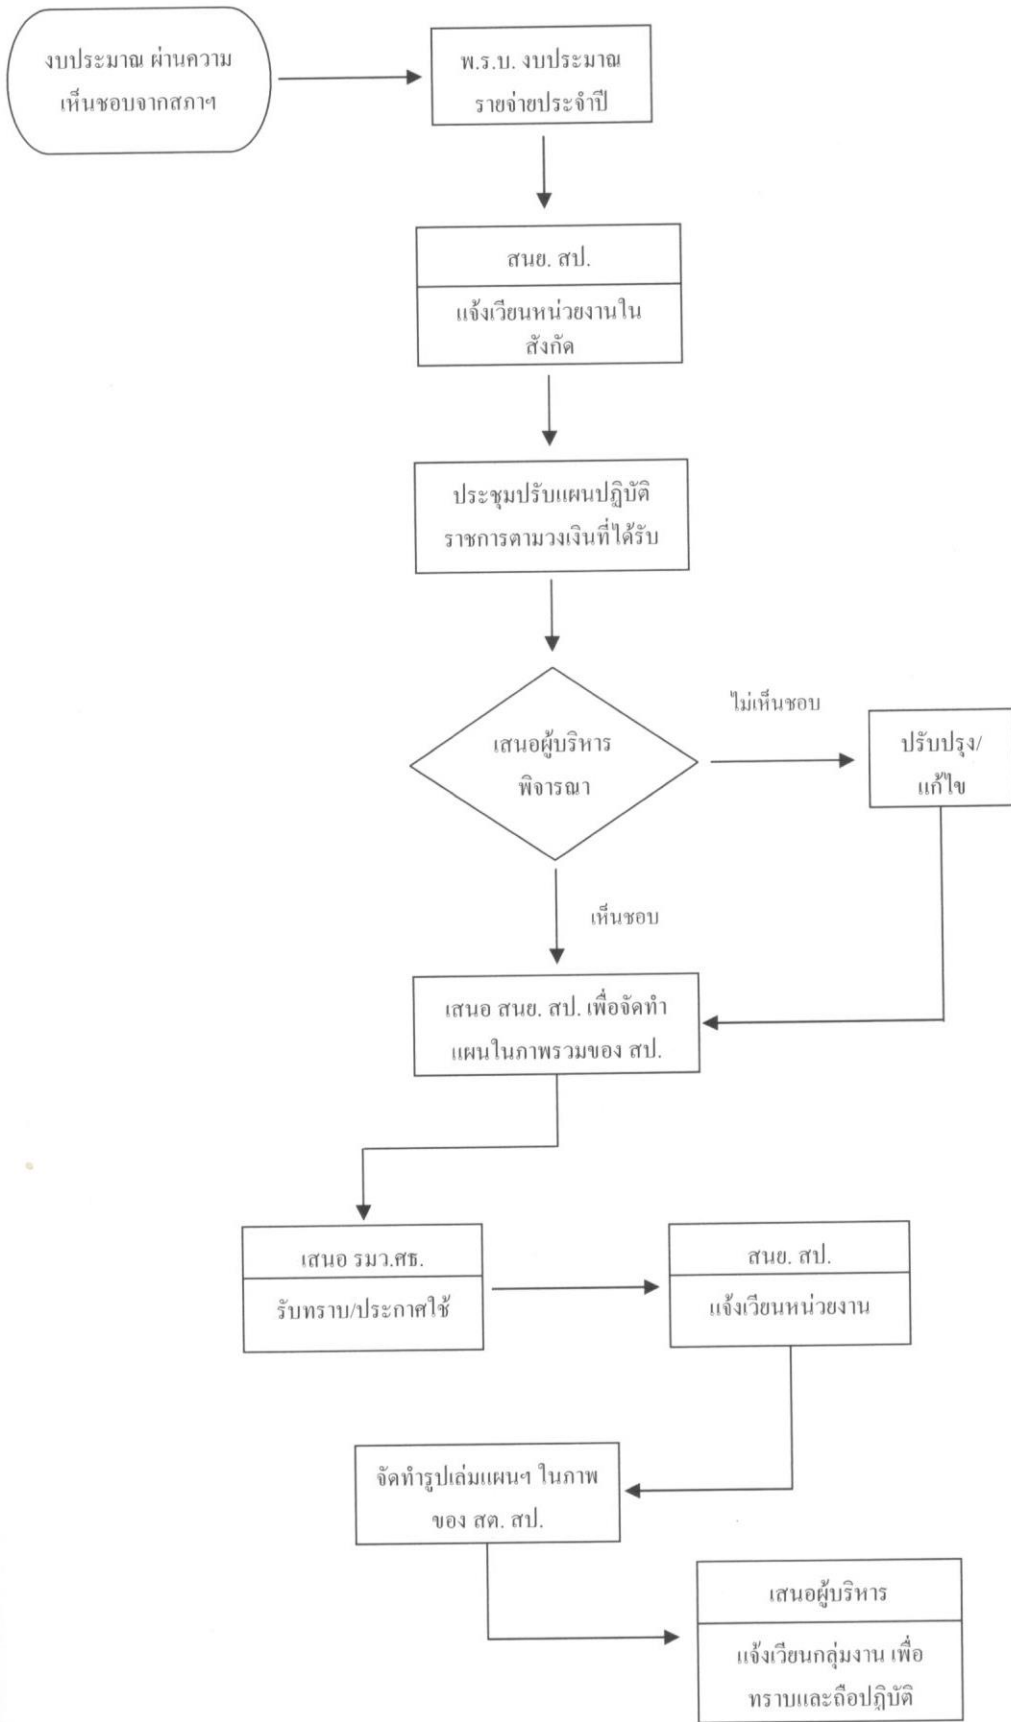 งบประมาณ ผ่านความ
เห็นชอบจากสภาฯ
พ.ร.บ. งบประมาณ
รายจ่ายประจำปี
สนย. สป.
แจ้งเวียนหน่วยงานใน
สังกัด
ประชุมปรับแผนปฏิบัติ
ราชการตามวงเงินที่ได้รับ
เสนอผู้บริหาร
พิจารณา
ไม่เห็นชอบ
ปรับปรุง/
แก้ไข
เห็นชอบ
เสนอ สนย. สป. เพื่อจัดทำ
แผนในภาพรวมของ สป.
เสนอ รมว.ศธ.
รับทราบ/ประกาศใช้
สนย. สป.
แจ้งเวียนหน่วยงาน
จัดทำรูปเล่มแผนฯ ในภาพ
ของ สต. สป.
เสนอผู้บริหาร
แจ้งเวียนกลุ่มงาน เพื่อ
ทราบและถือปฏิบัติ